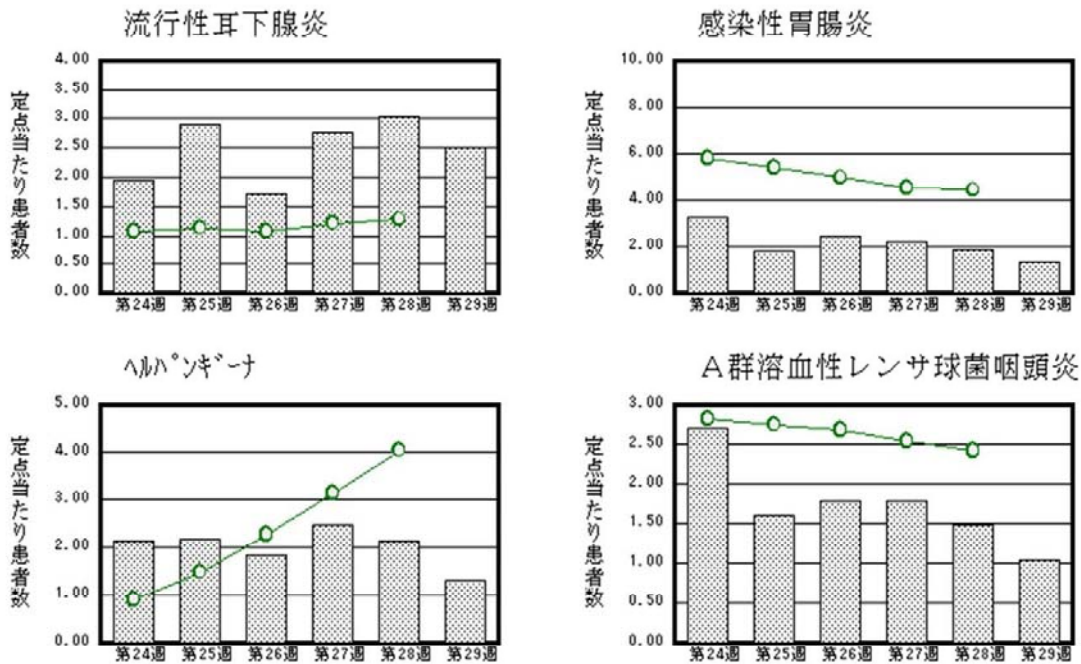 流行性耳下腺炎
定点当たり患者数
4.00
3.50
3.00
2.50
2.00
1.50
1.00
0.50
0.00
第24週 第25週 第26週 第27週 第28週 第29週
感染性胃腸炎
定点当たり患者数
10.00
8.00
6.00
4.00
2.00
0.00
第24週 第25週 第26週 第27週 第28週 第29週
ﾍﾙﾊﾟﾝｷﾞｰﾅ
定点当たり患者数
5.00
4.00
3.00
2.00
1.00
0.00
第24週 第25週 第26週 第27週 第28週 第29週
A群溶血性レンサ球菌咽頭炎
定点当たり患者数
3.00
2.50
2.00
1.50
1.00
0.50
0.00
第24週 第25週 第26週 第27週 第28週 第29週